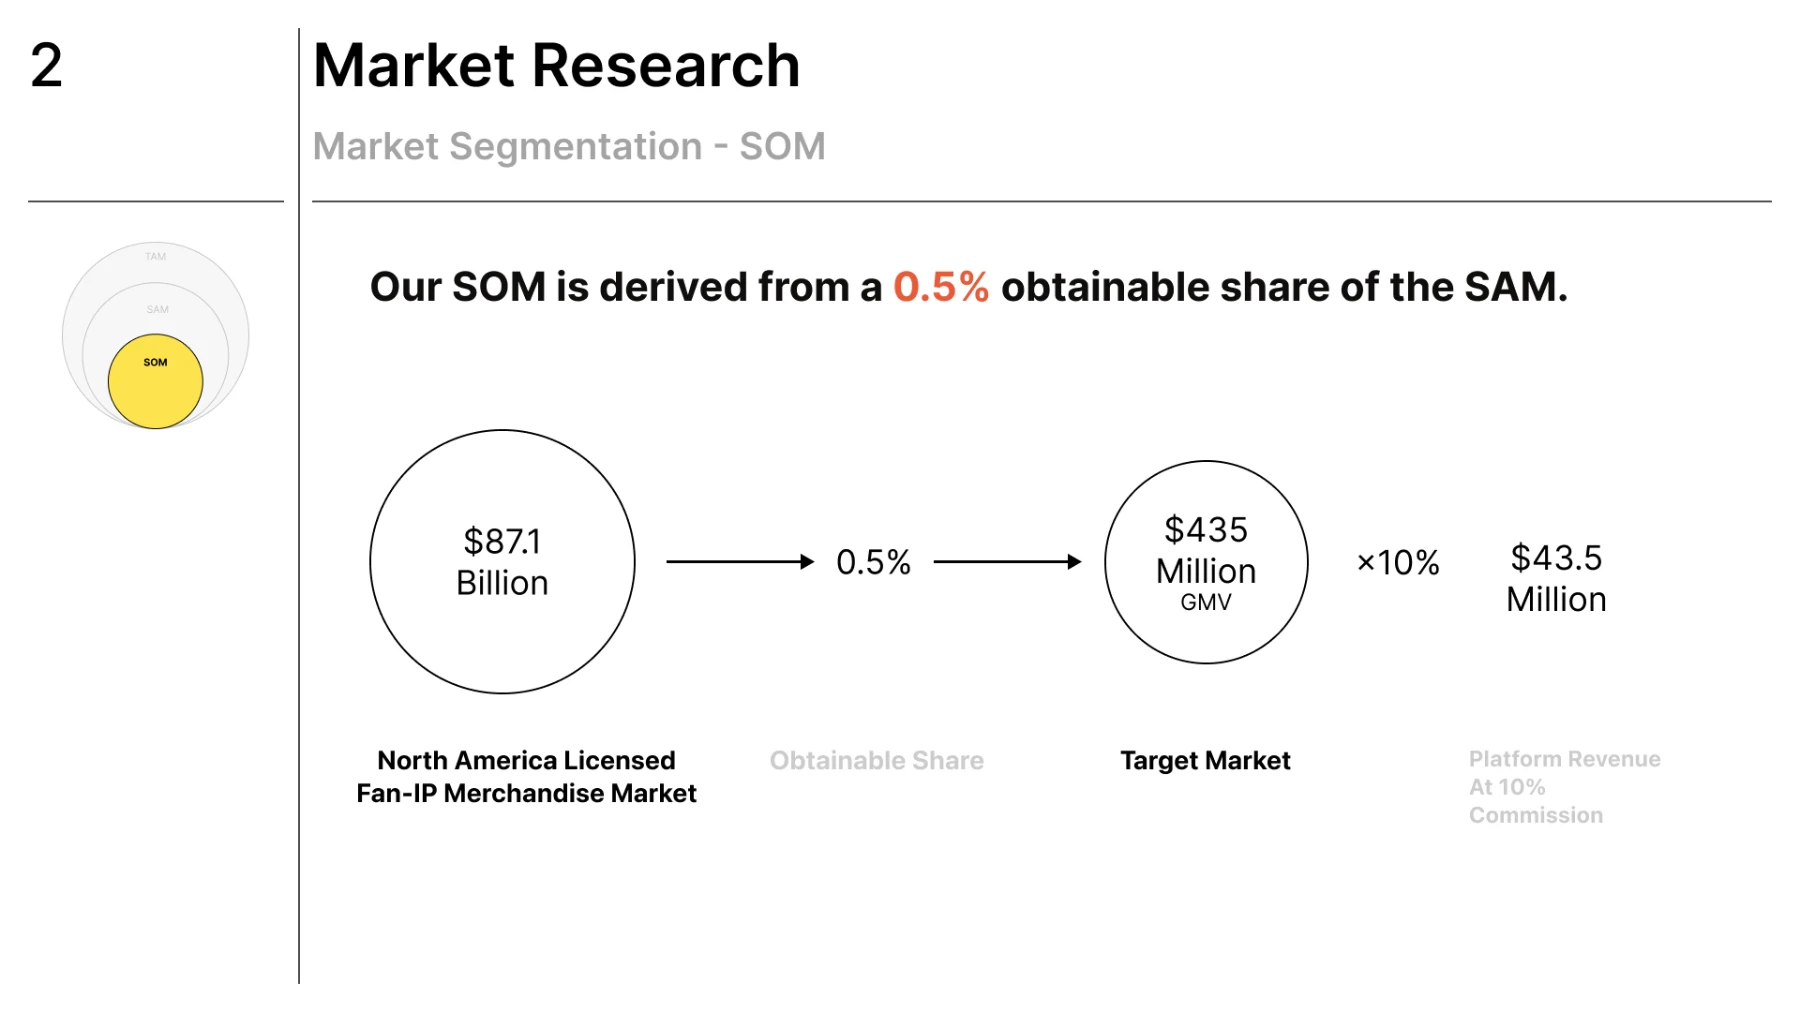 2
Market Research
Market Segmentation - SOM
TAM
SAM
SOM
Our SOM is derived from a 0.5% obtainable share of the SAM.
$87.1
Billion
0.5%
$435
Million
GMV
×10%
$43.5
Million
North America Licensed
Fan-IP Merchandise Market
Obtainable Share
Target Market
Platform Revenue
At 10%
Commission